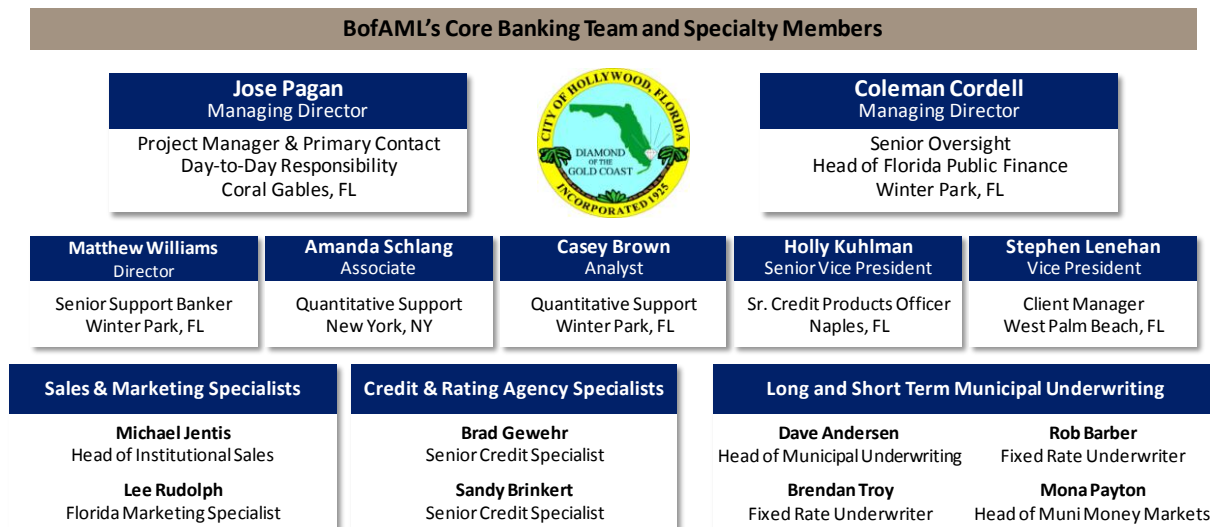 BofAML's Core Banking Team and Specialty Members
Jose Pagan
Managing Director
Project Manager & Primary Contact
Day-to-Day Responsibility
Coral Gables, FL
CITY OF HOLLYWOOD, FLORIDA
DIAMOND
OF THE
GOLD COAST
INCORPORATED 1925
Coleman Cordell
Managing Director
Senior Oversight
Head of Florida Public Finance
Winter Park, FL
Matthew Williams
Director
Senior Support Banker
Winter Park, FL
Amanda Schlang
Associate
Quantitative Support
New York, NY
Casey Brown
Analyst
Quantitative Support
Winter Park, FL
Holly Kuhlman
Senior Vice President
Sr. Credit Products Officer
Naples, FL
Stephen Lenehan
Vice President
Client Manager
West Palm Beach, FL
Sales & Marketing Specialists
Michael Jentis
Head of Institutional Sales
Lee Rudolph
Florida Marketing Specialist
Credit & Rating Agency Specialists
Brad Gewehr
Senior Credit Specialist
Sandy Brinkert
Senior Credit Specialist
Long and Short Term Municipal Underwriting
Dave Andersen
Head of Municipal Underwriting
Rob Barber
Fixed Rate Underwriter
Brendan Troy
Fixed Rate Underwriter
Mona Payton
Head of Muni Money Markets